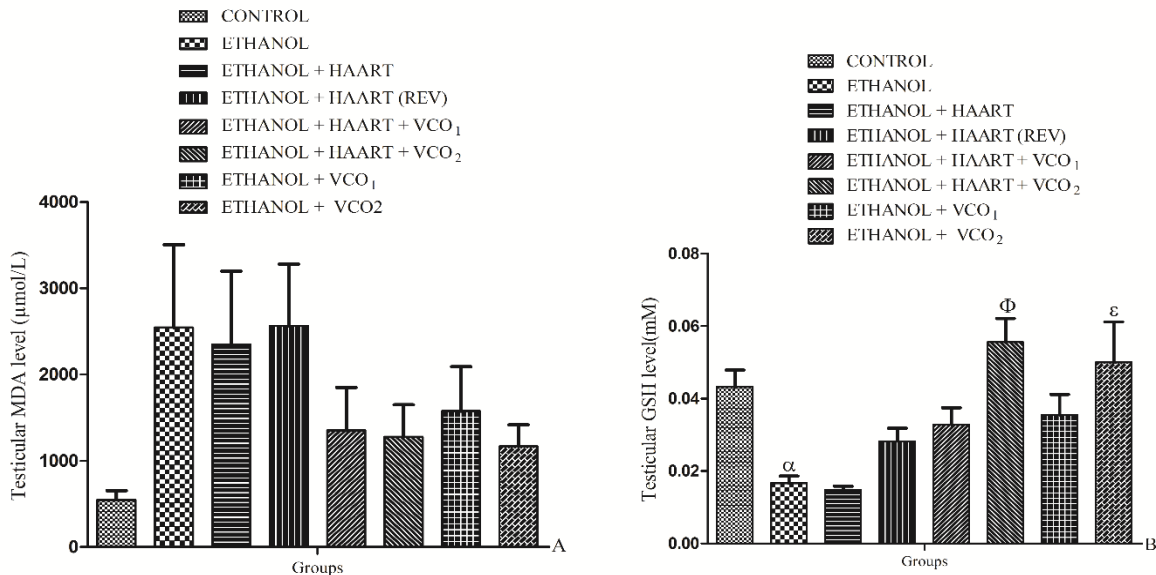 CONTROL
ETHANOL
ETHANOL + HAART
ETHANOL + HAART (REV)
ETHANOL + HAART + VCO₁
ETHANOL + HAART + VCO₂
ETHANOL + VCO₁
ETHANOL + VCO2
4000
3000
2000
1000
0
Testicular MDA level (µmol/L)
Groups
A
CONTROL
ETHANOL
ETHANOL + HAART
ETHANOL + HAART (REV)
ETHANOL + HAART + VCO₁
ETHANOL + HAART + VCO₂
ETHANOL + VCO₁
ETHANOL + VCO₂
0.08
0.06
0.04
0.02
0.00
Testicular GSH level(mM)
α
Φ
ε
Groups
B